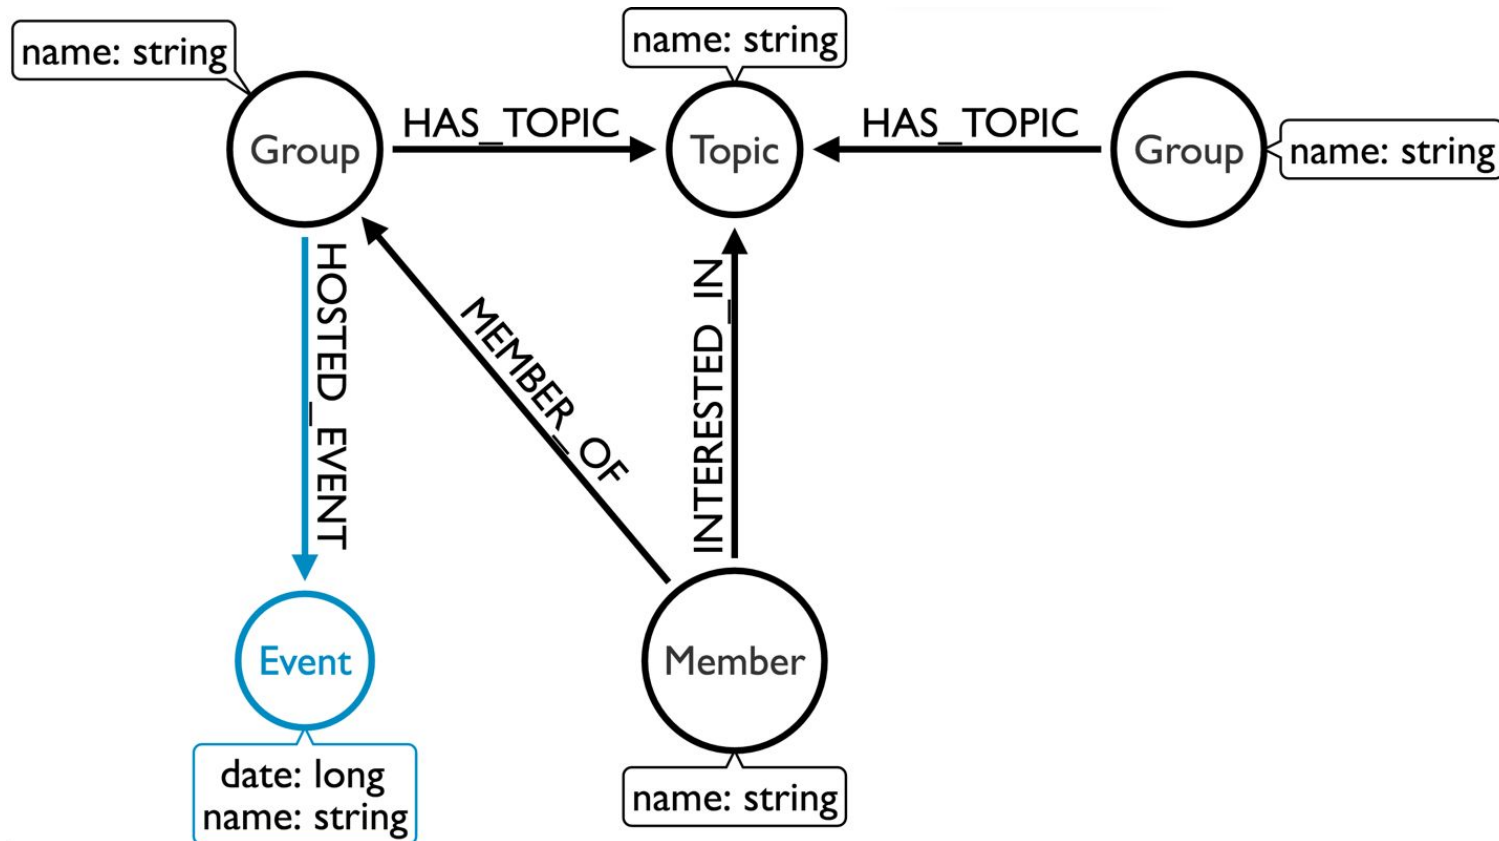 name: string
name: string
Group
HAS_TOPIC
Topic
HAS_TOPIC
Group
name: string
HOSTED_EVENT
MEMBER_OF
INTERESTED_IN
Event
Member
date: long
name: string
name: string